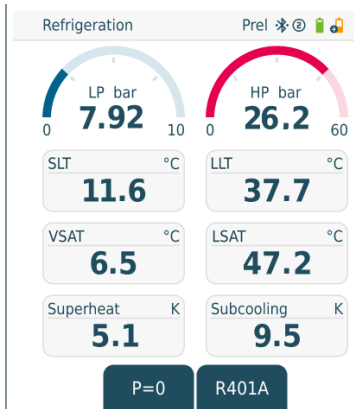 Refrigeration Prel 2
LP bar
7.92
0 10
HP bar
26.2
0 60
SLT °C
11.6
LLT °C
37.7
VSAT °C
6.5
LSAT °C
47.2
Superheat K
5.1
Subcooling K
9.5
P=0 R401A